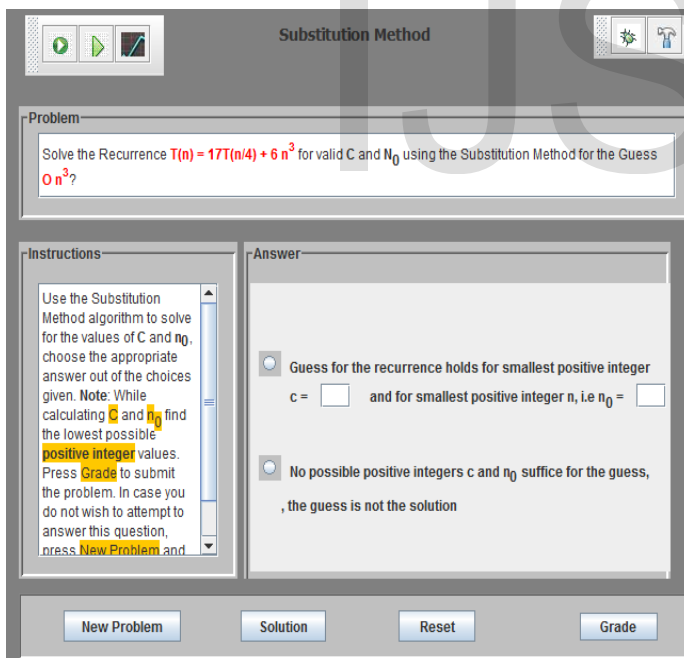 IJS
Substitution Method
Problem
Solve the Recurrence T(n) = 17T(n/4) + 6 n³ for valid C and N₀ using the Substitution Method for the Guess
O n³?
Instructions
Use the Substitution
Method algorithm to solve
for the values of C and n₀,
choose the appropriate
answer out of the choices
given. Note: While
calculating C and n₀ find
the lowest possible
positive integer values.
Press Grade to submit
the problem. In case you
do not wish to attempt to
answer this question,
press New Problem and
Answer
Guess for the recurrence holds for smallest positive integer
c = and for smallest positive integer n, i.e n₀ =
No possible positive integers c and n₀ suffice for the guess,
, the guess is not the solution
New Problem
Solution
Reset
Grade